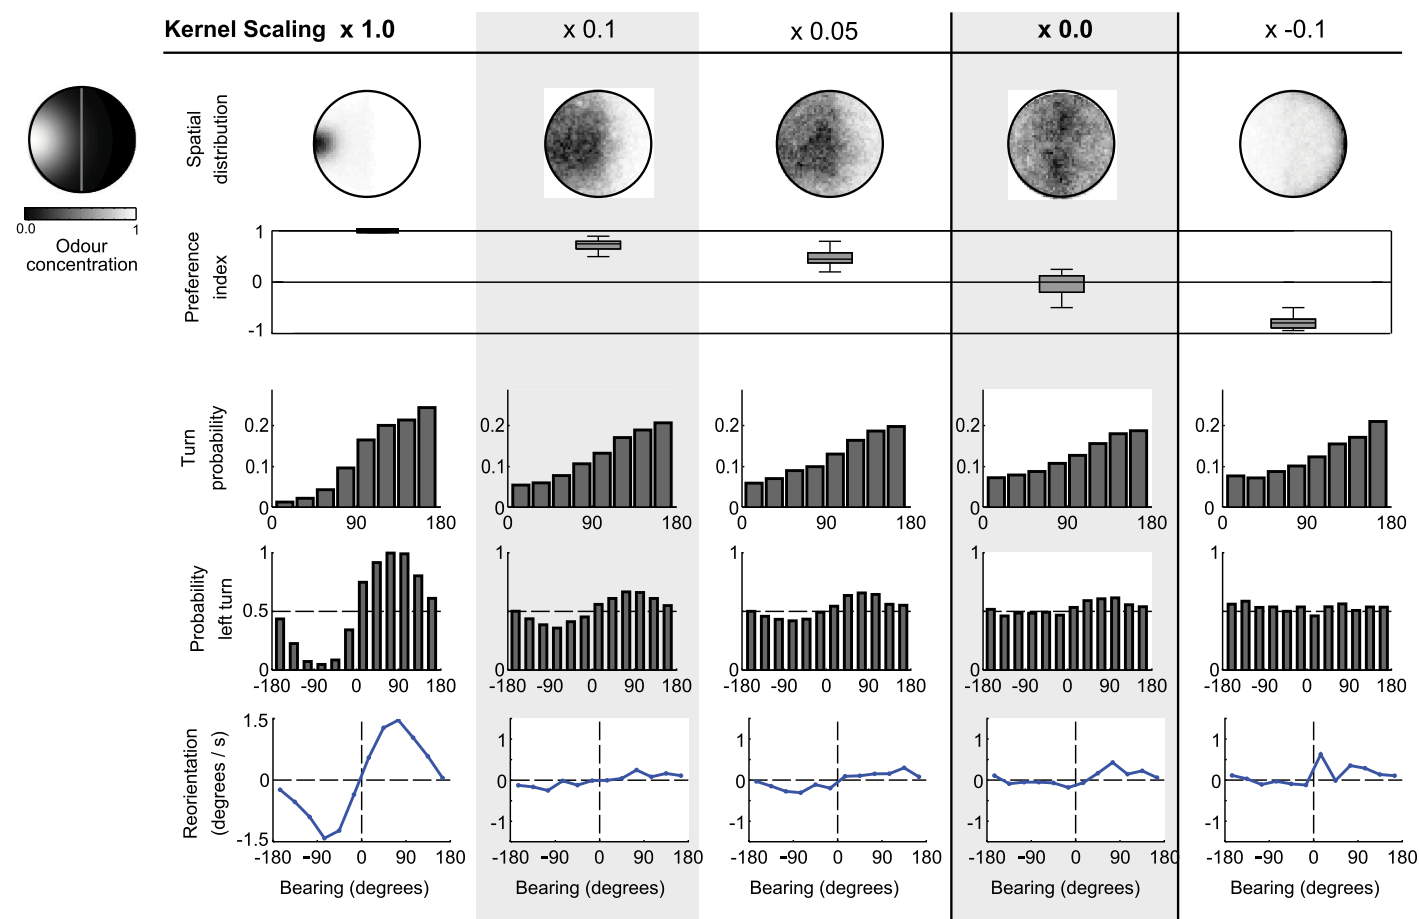 Kernel Scaling x 1.0 x 0.1 x 0.05 x 0.0 x -0.1
Spatial
distribution
0.0 1
Odour
concentration
Preference
index
1
0
-1
Turn
probability
0.2 0.2 0.2 0.2 0.2
0.1 0.1 0.1 0.1 0.1
0 0 0 0 0
0 90 180 0 90 180 0 90 180 0 90 180 0 90 180
Probability
left turn
1 1 1 1 1
0.5
0 0 0 0 0
-180 -90 0 90 180 -180 -90 0 90 180 -180 -90 0 90 180 -180 -90 0 90 180 -180 -90 0 90 180
Reorientation
(degrees / s)
1.5 1 1 1 1
0 0 0 0 0
-1.5 -1 -1 -1 -1
-180 -90 0 90 180 -180 -90 0 90 180 -180 -90 0 90 180 -180 -90 0 90 180 -180 -90 0 90 180
Bearing (degrees) Bearing (degrees) Bearing (degrees) Bearing (degrees) Bearing (degrees)